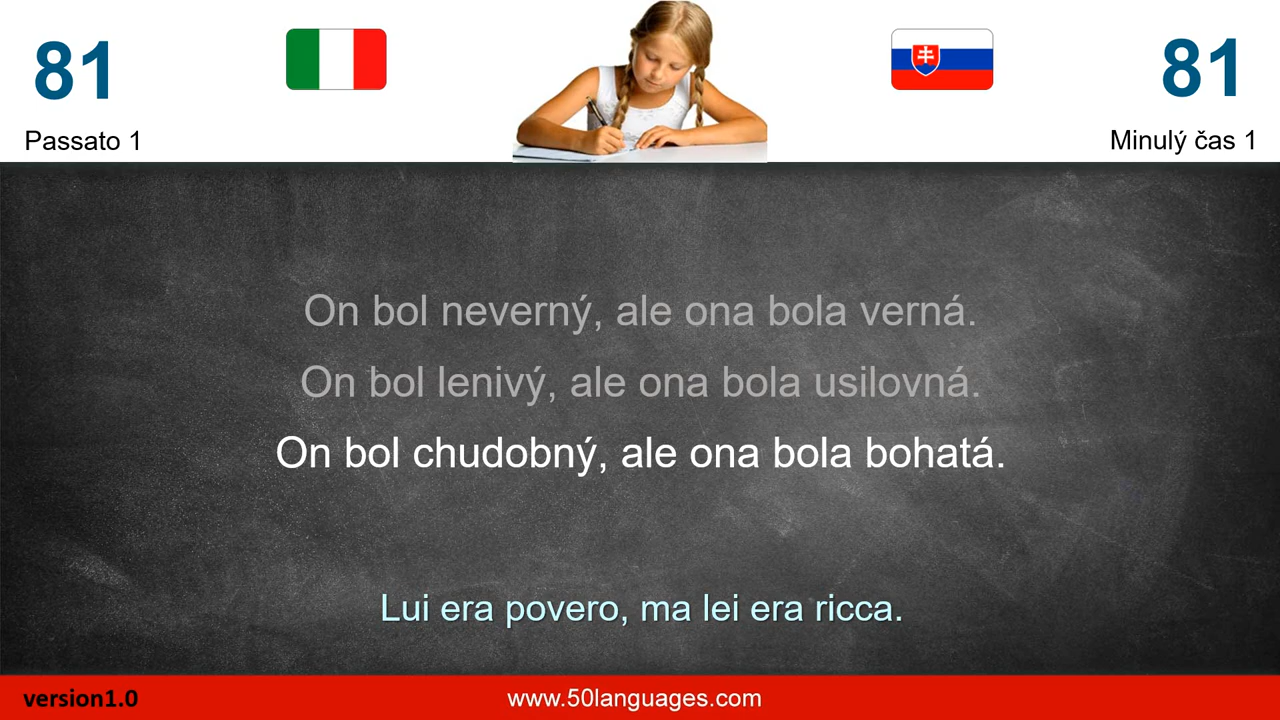 81
81
Passato 1
Minulý čas 1
On bol neverný, ale ona bola verná.
On bol lenivý, ale ona bola usilovná.
On bol chudobný, ale ona bola bohatá.
Lui era povero, ma lei era ricca.
version1.0
www.50languages.com